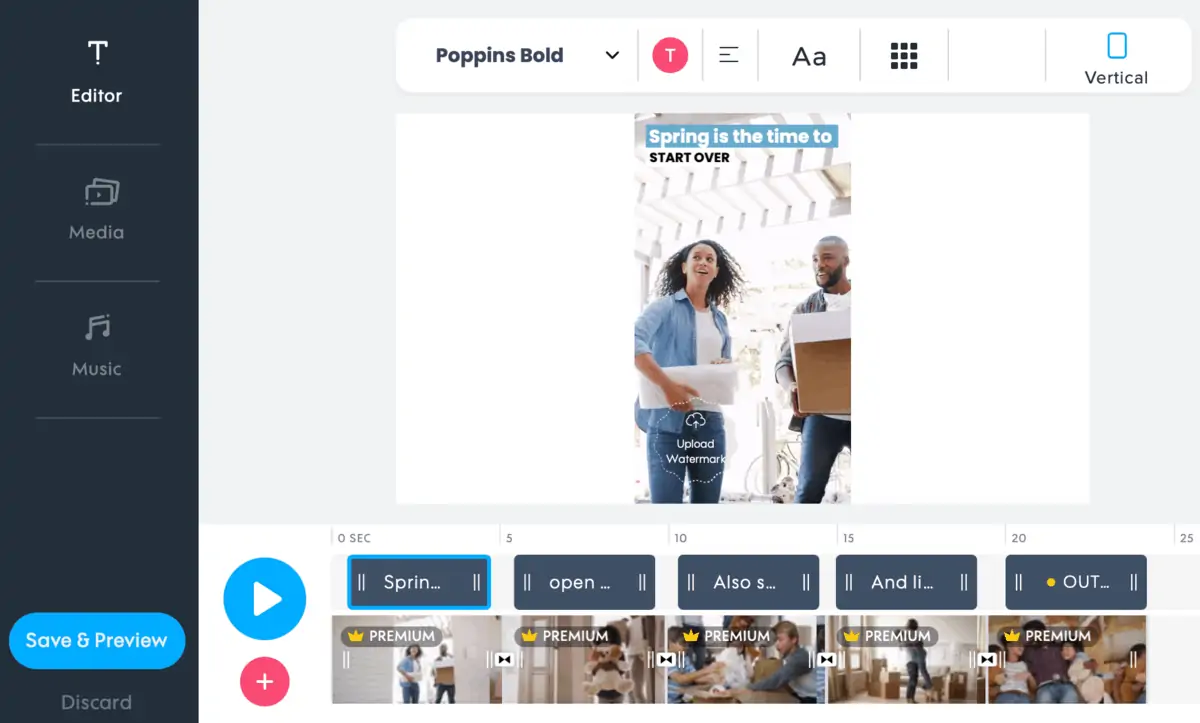 T
Editor
Media
Music
Save & Preview
Discard
Poppins Bold
T
Aa
Vertical
Spring is the time to
START OVER
Upload
Watermark
0 SEC
5
10
15
20
25
Sprin...
open ...
Also s...
And li...
OUT...
PREMIUM
PREMIUM
PREMIUM
PREMIUM
PREMIUM